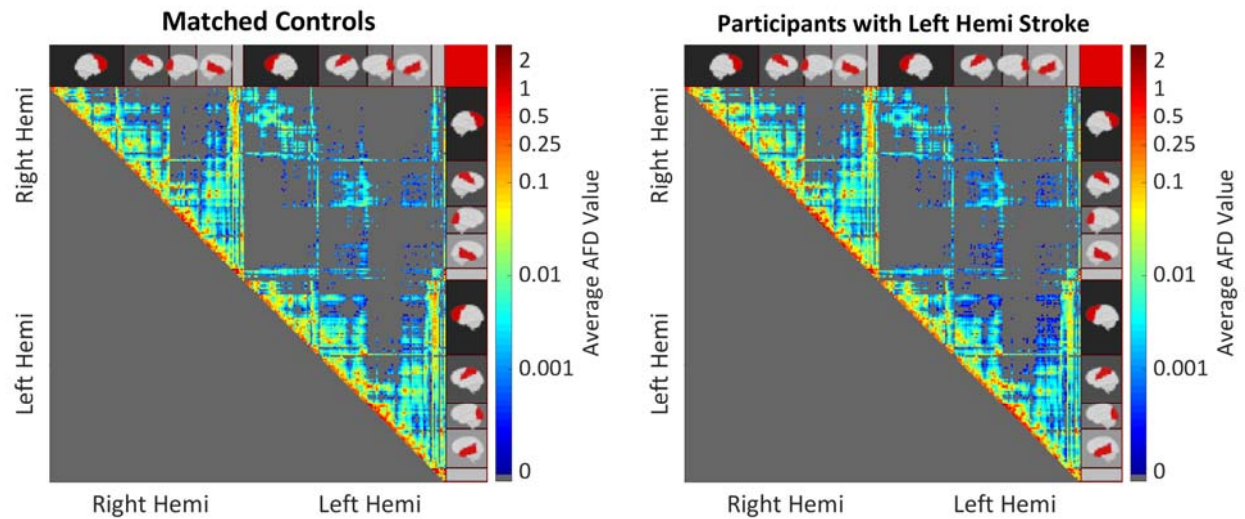 Matched Controls
Right Hemi
Left Hemi
Right Hemi
Left Hemi
2
1
0.5
0.25
0.1
0.01
0.001
0
Average AFD Value
Participants with Left Hemi Stroke
Right Hemi
Left Hemi
Right Hemi
Left Hemi
2
1
0.5
0.25
0.1
0.01
0.001
0
Average AFD Value